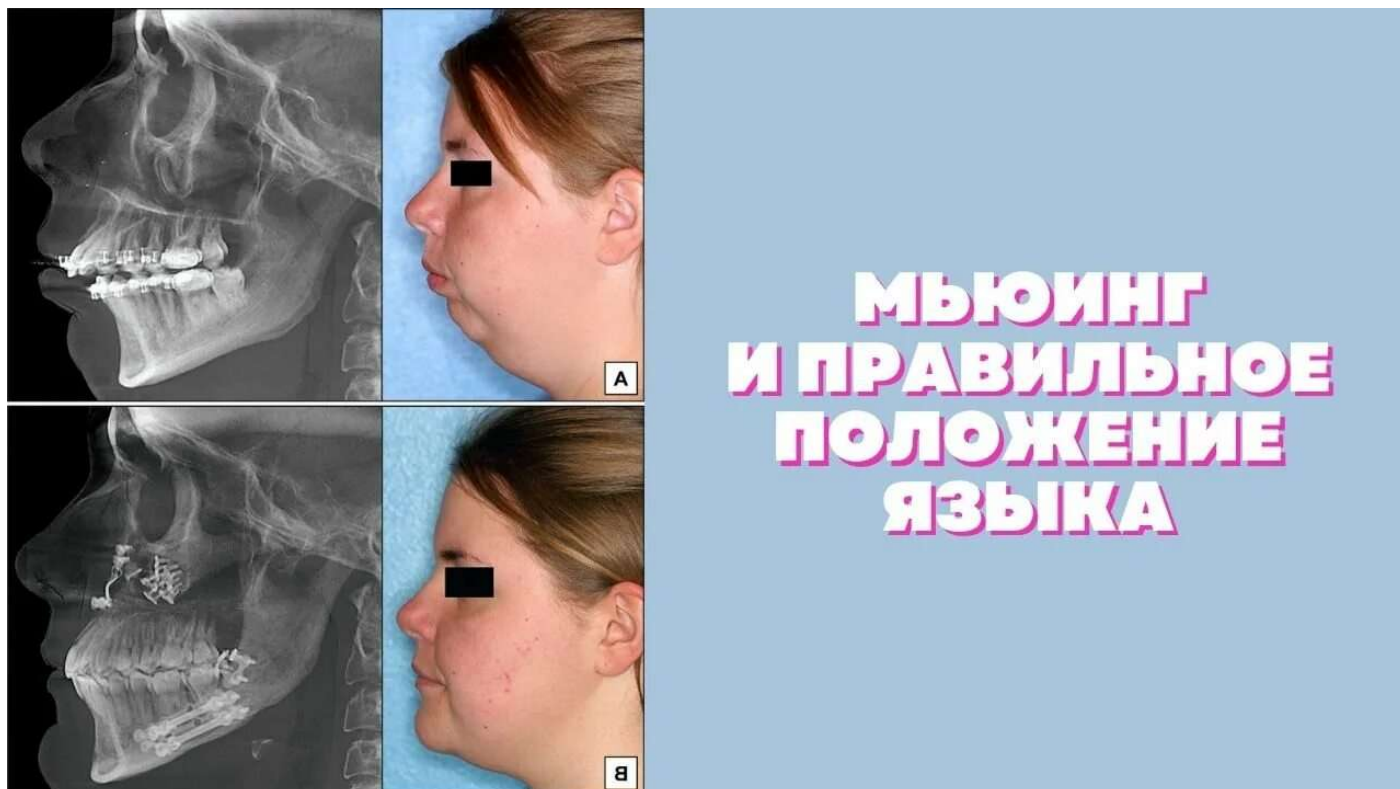 A
B
МЬЮИНГ
И ПРАВИЛЬНОЕ
ПОЛОЖЕНИЕ
ЯЗЫКА